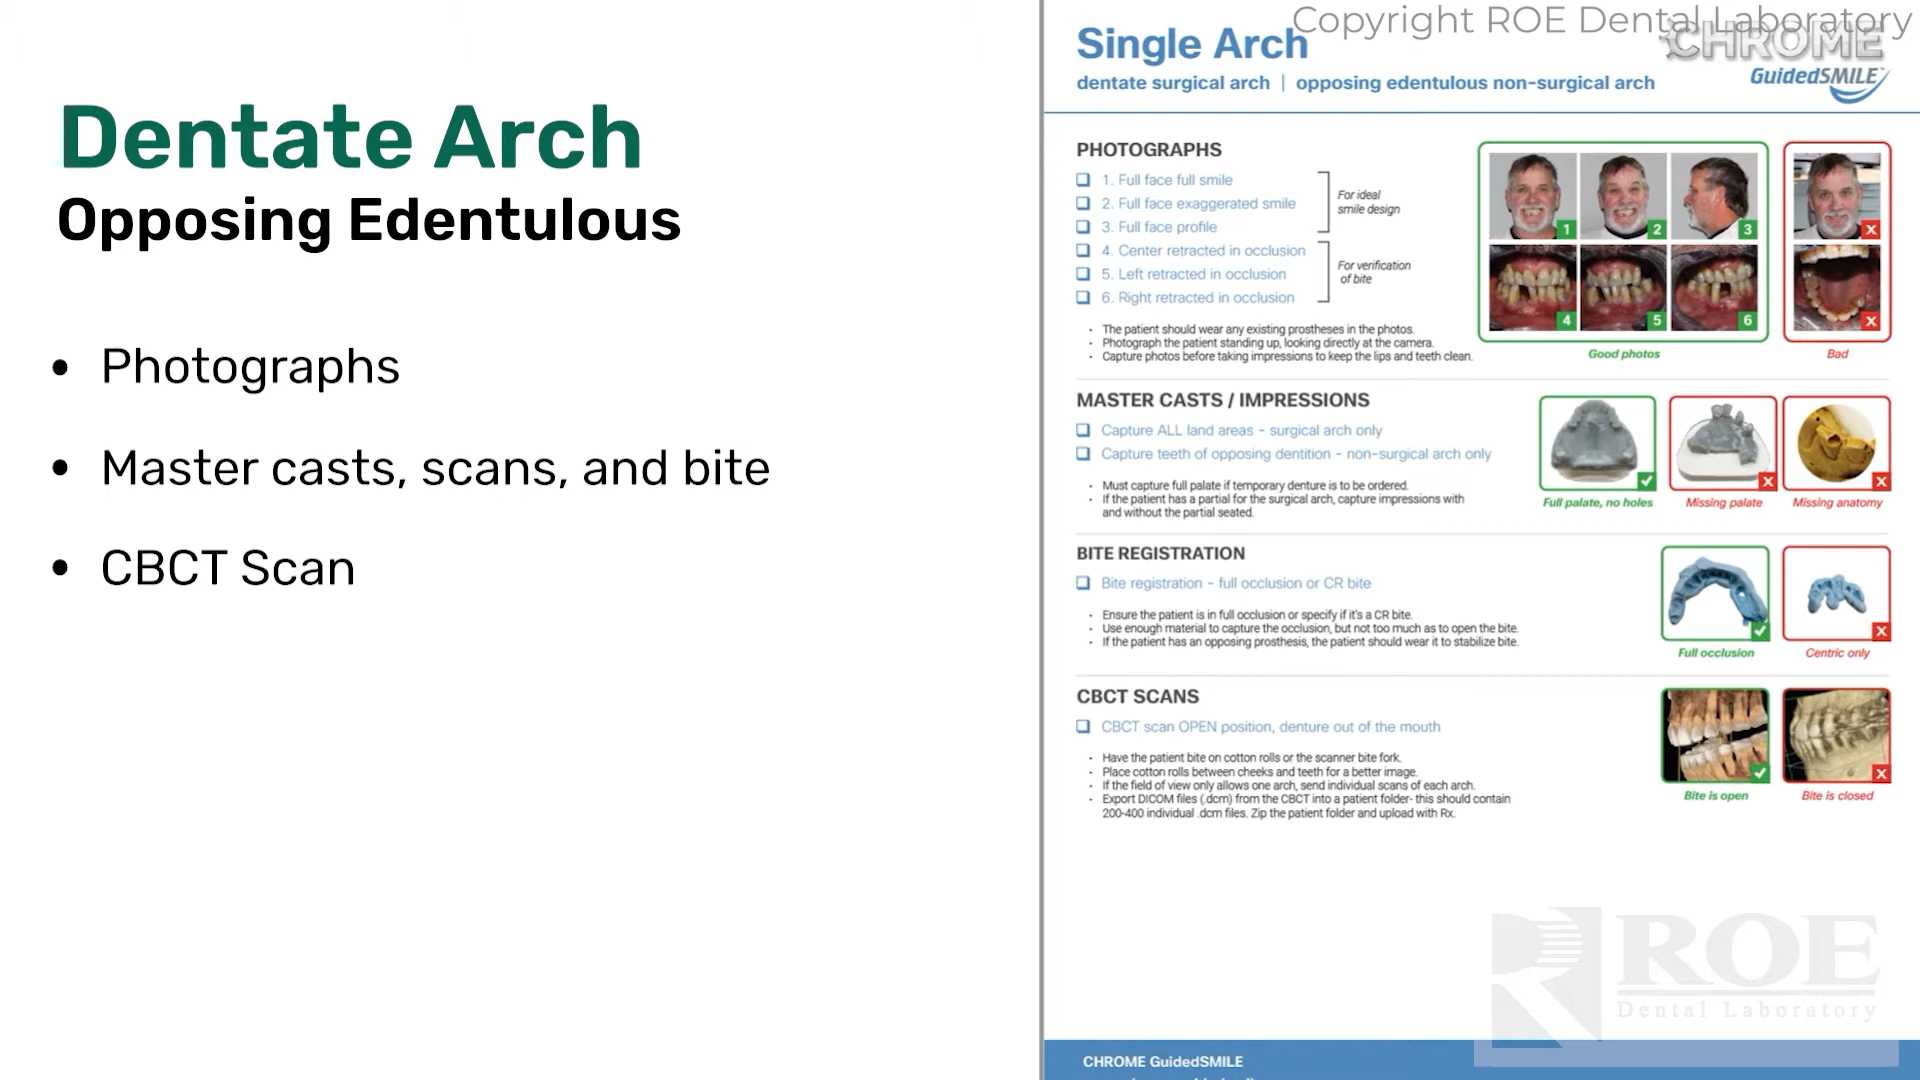 Dentate Arch
Opposing Edentulous
• Photographs
• Master casts, scans, and bite
• CBCT Scan
Copyright ROE Dental Laboratory
Single Arch
CHROME
GuidedSMILE
dentate surgical arch | opposing edentulous non-surgical arch
PHOTOGRAPHS
1. Full face full smile
2. Full face exaggerated smile
3. Full face profile
For ideal
smile design
4. Center retracted in occlusion
5. Left retracted in occlusion
6. Right retracted in occlusion
For verification
of bite
· The patient should wear any existing prostheses in the photos.
· Photograph the patient standing up, looking directly at the camera.
· Capture photos before taking impressions to keep the lips and teeth clean.
1
2
3
X
4
5
6
X
Good photos
Bad
MASTER CASTS / IMPRESSIONS
Capture ALL land areas - surgical arch only
Capture teeth of opposing dentition - non-surgical arch only
· Must capture full palate if temporary denture is to be ordered.
· If the patient has a partial for the surgical arch, capture impressions with
and without the partial seated.
X
X
Full palate, no holes
Missing palate
Missing anatomy
BITE REGISTRATION
Bite registration - full occlusion or CR bite
· Ensure the patient is in full occlusion or specify if it's a CR bite.
· Use enough material to capture the occlusion, but not too much as to open the bite.
· If the patient has an opposing prosthesis, the patient should wear it to stabilize bite.
X
Full occlusion
Centric only
CBCT SCANS
CBCT scan OPEN position, denture out of the mouth
· Have the patient bite on cotton rolls or the scanner bite fork.
· Place cotton rolls between cheeks and teeth for a better image.
· If the field of view only allows one arch, send individual scans of each arch.
· Export DICOM files (.dcm) from the CBCT into a patient folder- this should contain
200-400 individual .dcm files. Zip the patient folder and upload with Rx.
X
Bite is open
Bite is closed
ROE
Dental Laboratory
CHROME GuidedSMILE